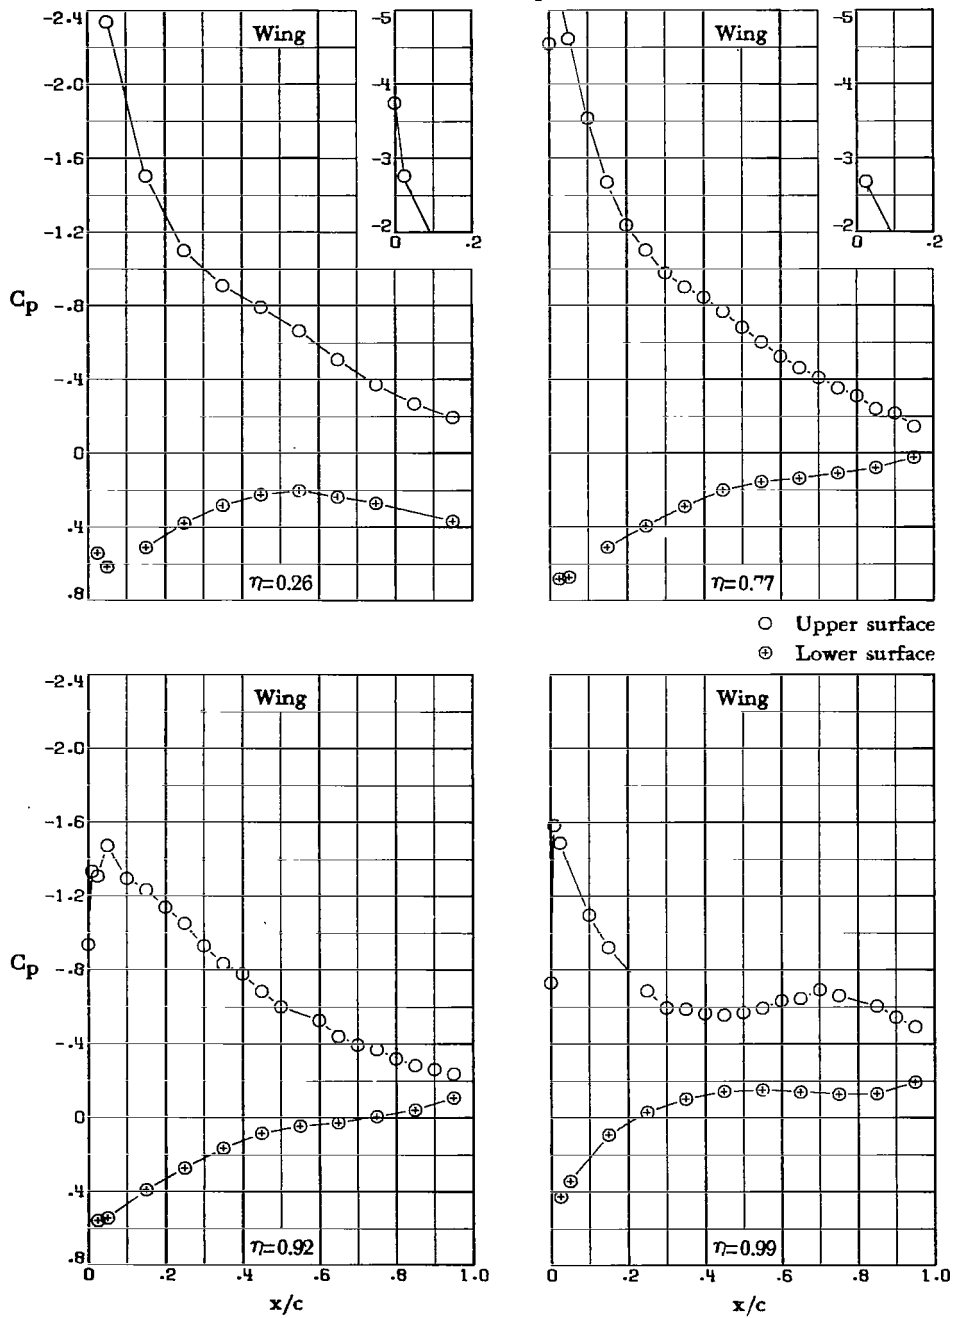 -2.4
-2.0
-1.6
-1.2
Cp
-.8
-.4
0
.4
.8
Wing
η=0.26
-5
-4
-3
-2
0 .2
Wing
η=0.77
-5
-4
-3
-2
0 .2
Upper surface
Lower surface
-2.4
-2.0
-1.6
-1.2
Cp
-.8
-.4
0
.4
.8
Wing
η=0.92
0 .2 .4 .6 .8 1.0
x/c
Wing
η=0.99
0 .2 .4 .6 .8 1.0
x/c